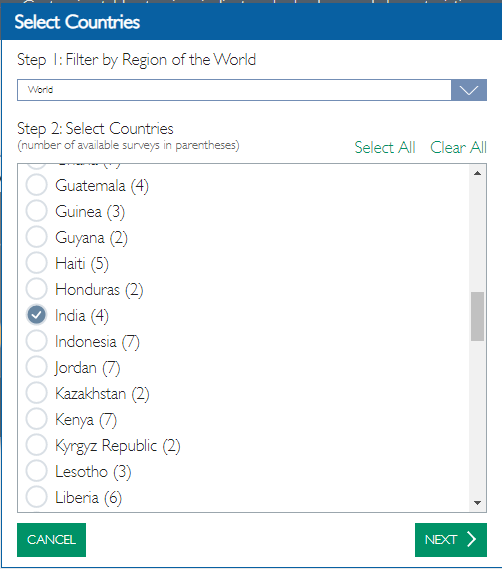 Select Countries
Step 1: Filter by Region of the World
World
Step 2: Select Countries
(number of available surveys in parentheses)
Select All Clear All
Guatemala (4)
Guinea (3)
Guyana (2)
Haiti (5)
Honduras (2)
India (4)
Indonesia (7)
Jordan (7)
Kazakhstan (2)
Kenya (7)
Kyrgyz Republic (2)
Lesotho (3)
Liberia (6)
CANCEL NEXT